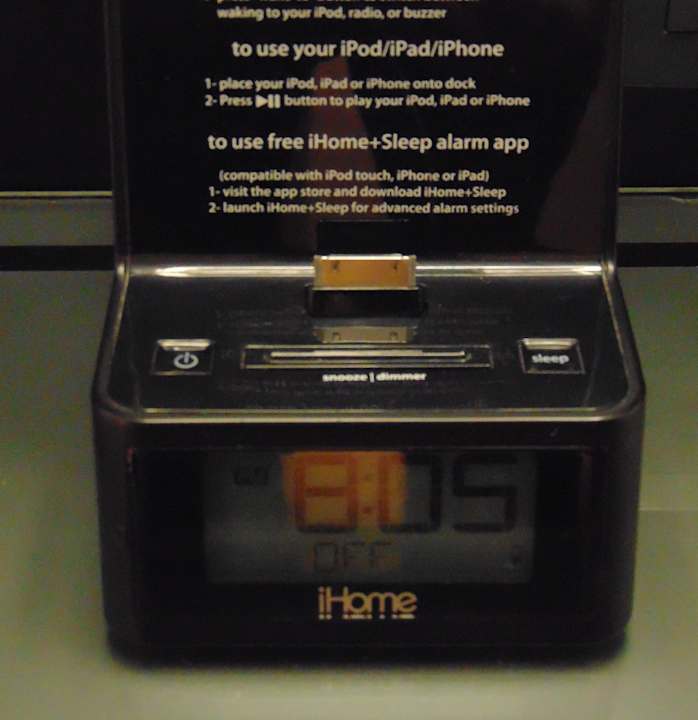 waking to your iPod, radio, or buzzer
to use your iPod/iPad/iPhone
1- place your iPod, iPad or iPhone onto dock
2- Press button to play your iPod, iPad or iPhone
to use free iHome+Sleep alarm app
(compatible with iPod touch, iPhone or iPad)
1- visit the app store and download iHome+Sleep
2- launch iHome+Sleep for advanced alarm settings
sleep
snooze | dimmer
8:05
OFF
iHome